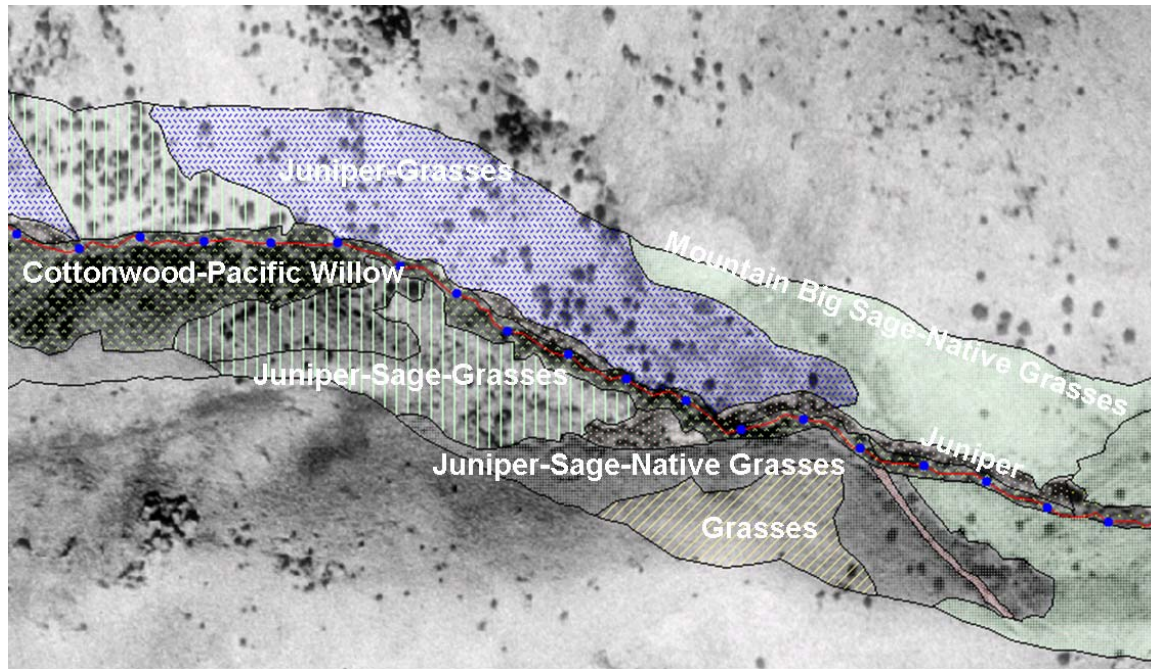 Juniper-Grasses
Mountain Big Sage-Native Grasses
Cottonwood-Pacific Willow
Juniper-Sage-Grasses
Juniper
Juniper-Sage-Native Grasses
Grasses